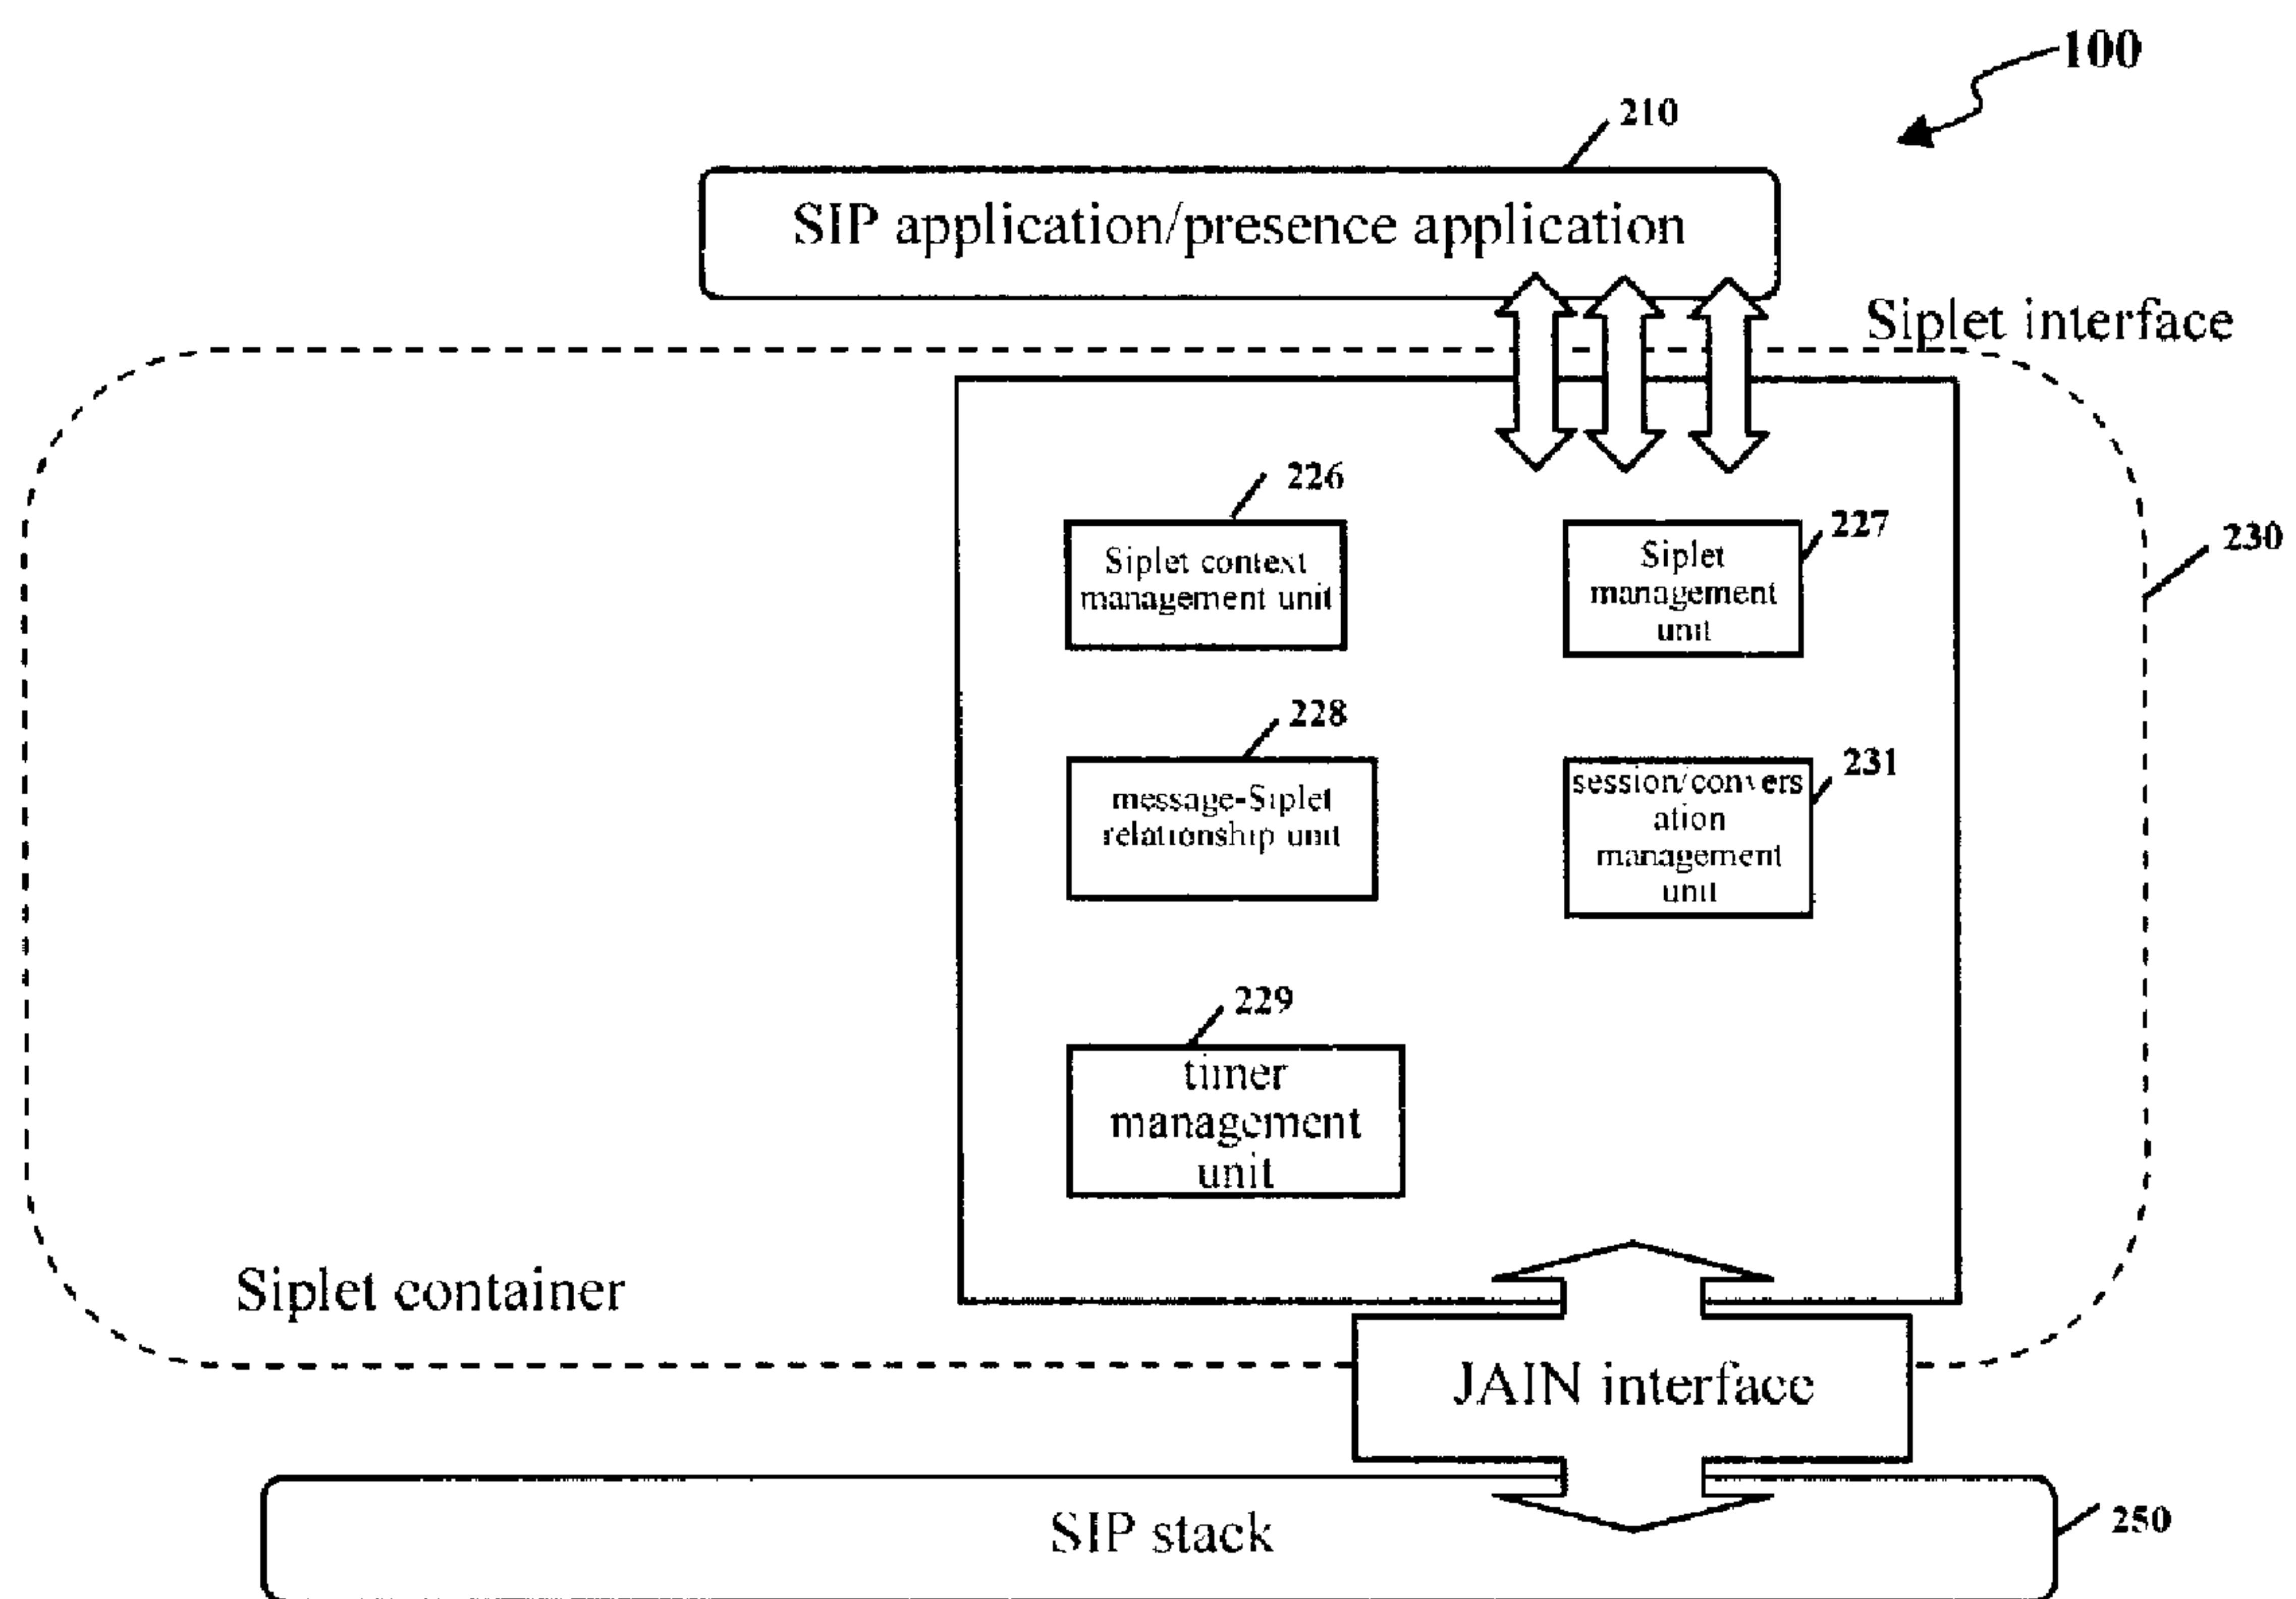 100
210
SIP application/presence application
Siplet interface
226
227
230
Siplet context
management unit
Siplet
management
unit
228
231
message-Siplet
relationship unit
session/convers
ation
management
unit
229
timer
management
unit
Siplet container
JAIN interface
SIP stack
250